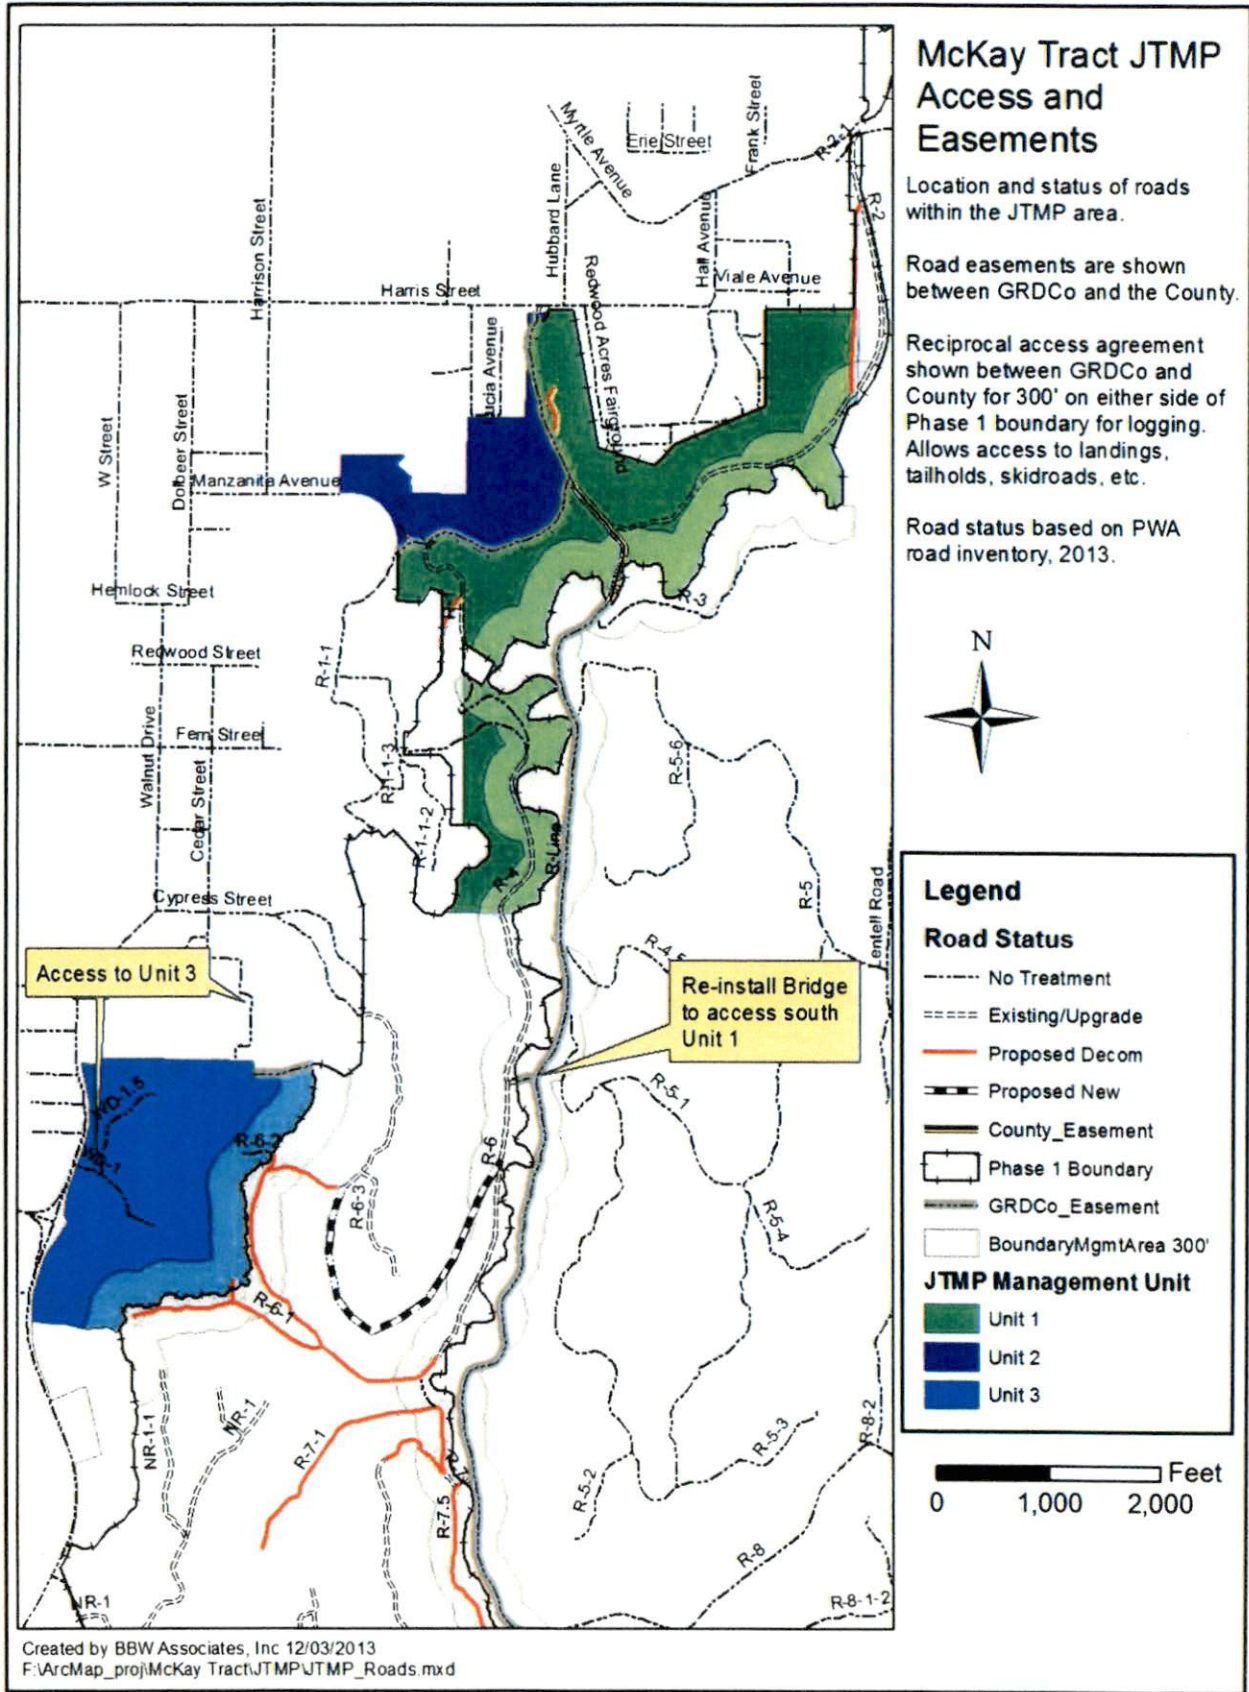 McKay Tract JTMP
Access and
Easements
Location and status of roads
within the JTMP area.
Road easements are shown
between GRDCo and the County.
Reciprocal access agreement
shown between GRDCo and
County for 300' on either side of
Phase 1 boundary for logging.
Allows access to landings,
tailholds, skidroads, etc.
Road status based on PWA
road inventory, 2013.
N
Legend
Road Status
No Treatment
Existing/Upgrade
Proposed Decom
Proposed New
County_Easement
Phase 1 Boundary
GRDCo_Easement
BoundaryMgmtArea 300'
JTMP Management Unit
Unit 1
Unit 2
Unit 3
Feet
0 1,000 2,000
Myrtle Avenue
Erie Street
Frank Street
R-2-1
R-2
Harrison Street
Hubbard Lane
Hall Avenue
Viale Avenue
Harris Street
Redwood Acres Fairground
Lucia Avenue
W Street
Dolbeer Street
Manzanita Avenue
Hemlock Street
R-3
Redwood Street
R-1-1
Walnut Drive
Fern Street
R-1-1-3
R-5-6
Cedar Street
R-1-1-2
R-Line
R-4
R-5
Lentell Road
Cypress Street
R-4.5
Access to Unit 3
Re-install Bridge
to access south
Unit 1
R-5-1
WD-1.5
WD-1
R-6-2
R-6
R-6-3
R-5-4
R-6-1
NR-1-1
NR-1
R-7-1
R-7
R-7.5
R-5-3
R-5-2
R-8-2
R-8
R-8-1-2
NR-1
Created by BBW Associates, Inc 12/03/2013
F:\ArcMap_proj\McKay Tract\JTMP\JTMP_Roads.mxd